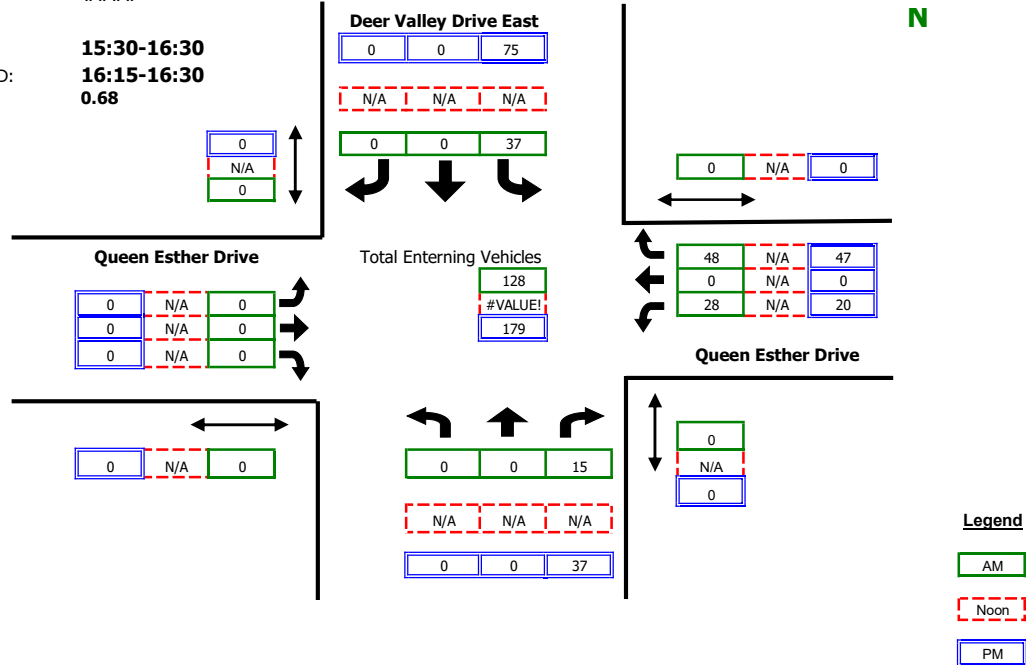 Deer Valley Drive East
N
0 0 75
15:30-16:30
D: 16:15-16:30
0.68
N/A N/A N/A
0 0 37
0
N/A
0
0 N/A 0
Queen Esther Drive
Total Enterning Vehicles
128
#VALUE!
179
48 N/A 47
0 N/A 0
28 N/A 20
0 N/A 0
0 N/A 0
0 N/A 0
Queen Esther Drive
0 N/A 0
0 0 15
N/A N/A N/A
0 0 37
0
N/A
0
Legend
AM
Noon
PM